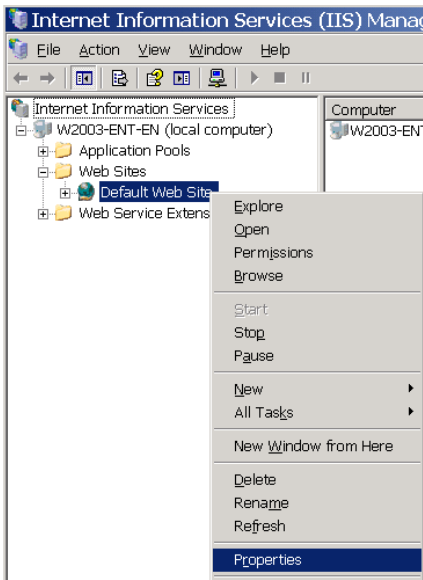 Internet Information Services (IIS) Manag
File Action View Window Help
Internet Information Services
Computer
W2003-ENT-EN (local computer)
W2003-ENT
Application Pools
Web Sites
Default Web Site
Web Service Extens
Explore
Open
Permissions
Browse
Start
Stop
Pause
New
All Tasks
New Window from Here
Delete
Rename
Refresh
Properties